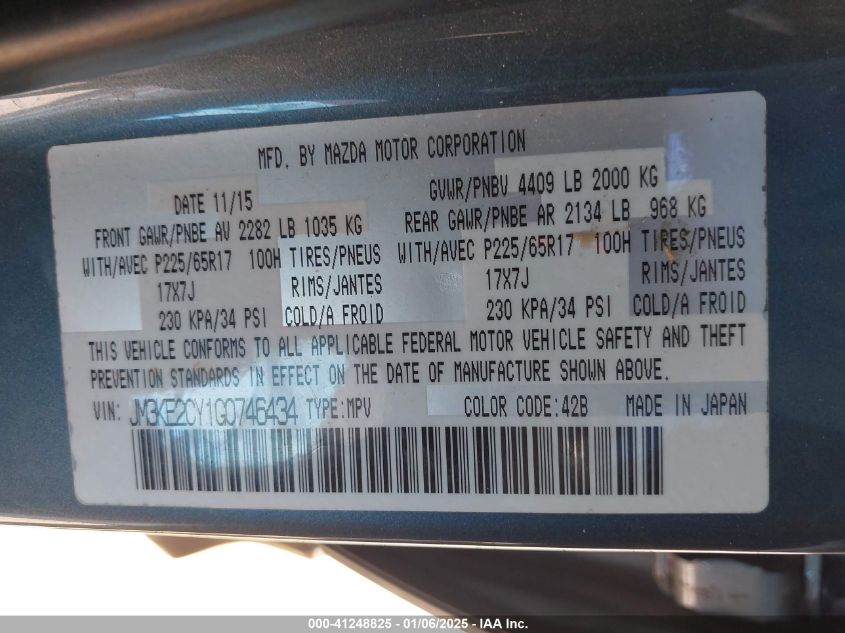 MFD. BY MAZDA MOTOR CORPORATION
DATE 11/15 GVWR/PNBV 4409 LB 2000 KG
FRONT GAWR/PNBE AV 2282 LB 1035 KG REAR GAWR/PNBE AR 2134 LB 968 KG
WITH/AVEC P225/65R17 100H TIRES/PNEUS WITH/AVEC P225/65R17 100H TIRES/PNEUS
17X7J RIMS/JANTES 17X7J RIMS/JANTES
230 KPA/34 PSI COLD/A FROID 230 KPA/34 PSI COLD/A FROID
THIS VEHICLE CONFORMS TO ALL APPLICABLE FEDERAL MOTOR VEHICLE SAFETY AND THEFT
PREVENTION STANDARDS IN EFFECT ON THE DATE OF MANUFACTURE SHOWN ABOVE.
VIN: JM3KE2CY1G0746434 TYPE:MPV COLOR CODE:42B MADE IN JAPAN
000-41248825 - 01/06/2025 - IAA Inc.